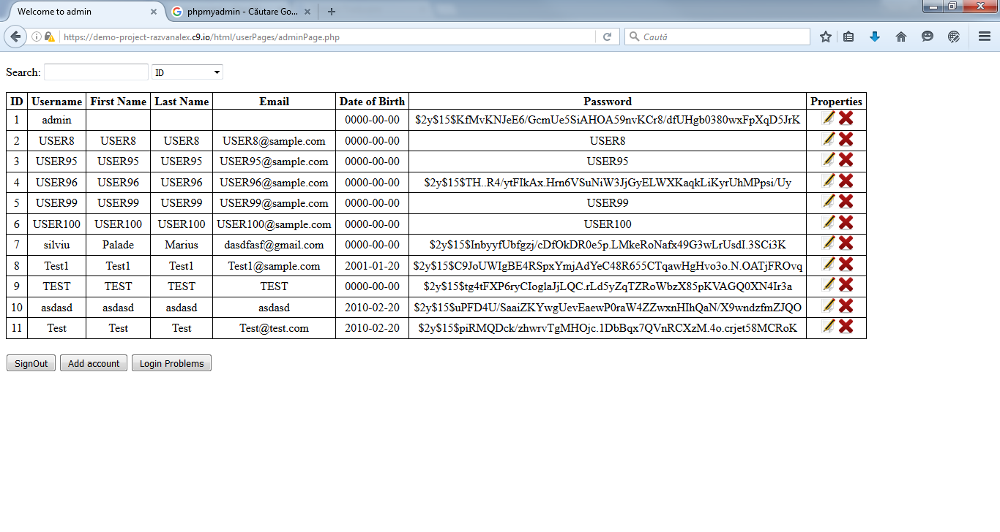 Welcome to admin
phpmyadmin - Căutare Go...
https://demo-project-razvanalex.c9.io/html/userPages/adminPage.php
Caută
Search: ID
ID Username First Name Last Name Email Date of Birth Password Properties
1 admin 0000-00-00 $2y$15$KfMvKNJeE6/GcmUe5SiAHOA59nvKCr8/dfUHgb0380wxFpXqD5JrK
2 USER8 USER8 USER8 USER8@sample.com 0000-00-00 USER8
3 USER95 USER95 USER95 USER95@sample.com 0000-00-00 USER95
4 USER96 USER96 USER96 USER96@sample.com 0000-00-00 $2y$15$TH..R4/ytFIkAx.Hrn6VSuNiW3JjGyELWXKaqkLiKyrUhMPpsi/Uy
5 USER99 USER99 USER99 USER99@sample.com 0000-00-00 USER99
6 USER100 USER100 USER100 USER100@sample.com 0000-00-00 USER100
7 silviu Palade Marius dasdfasf@gmail.com 0000-00-00 $2y$15$InbyyfUbfgzj/cDfOkDR0e5p.LMkeRoNafx49G3wLrUsdI.3SCi3K
8 Test1 Test1 Test1 Test1@sample.com 2001-01-20 $2y$15$C9JoUWIgBE4RSpxYmjAdYeC48R655CTqawHgHvo3o.N.OATjFROvq
9 TEST TEST TEST TEST 0000-00-00 $2y$15$tg4tFXP6ryCIoglaJjLQC.rLd5yZqTZRoWbzX85pKVAGQ0XN4Ir3a
10 asdasd asdasd asdasd asdasd 2010-02-20 $2y$15$uPFD4U/SaaiZKYwgUevEaewP0raW4ZZwxnHIhQaN/X9wndzfmZJQO
11 Test Test Test Test@test.com 2010-02-20 $2y$15$piRMQDck/zhwrvTgMHOjc.1DbBqx7QVnRCXzM.4o.crjet58MCRoK
SignOut Add account Login Problems